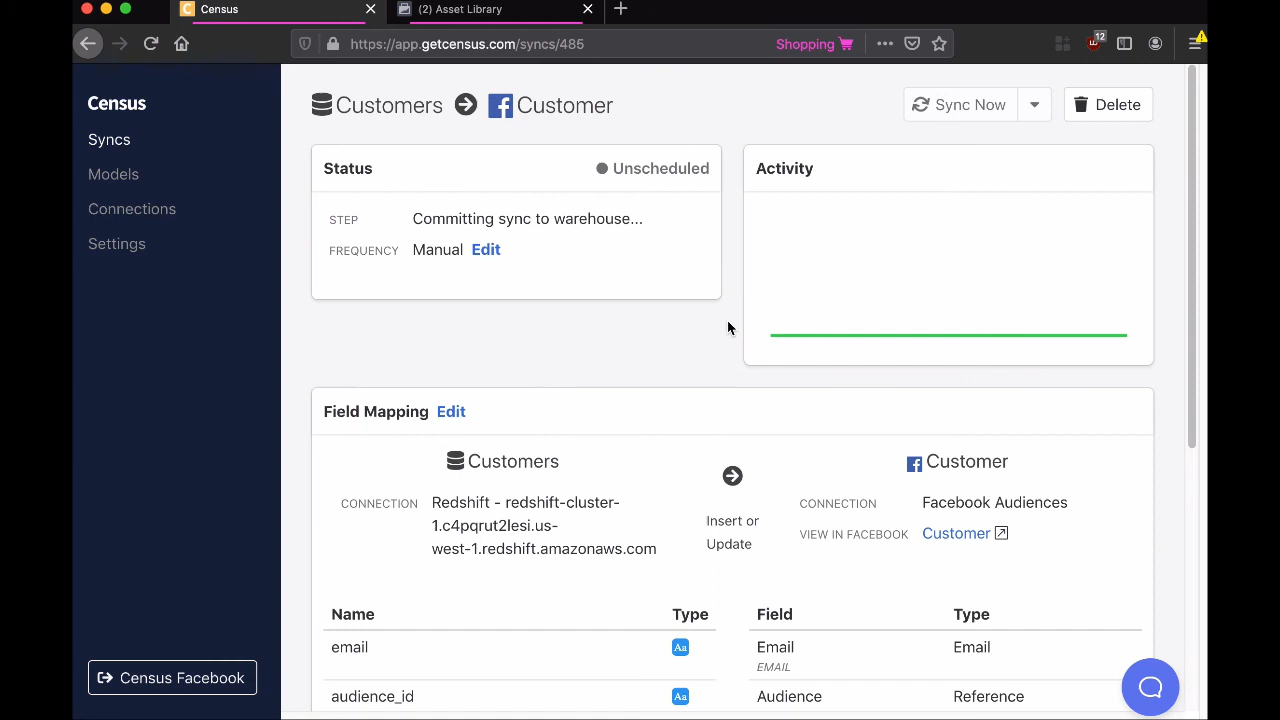 C Census
(2) Asset Library
https://app.getcensus.com/syncs/485
Shopping
12
Census
Syncs
Models
Connections
Settings
Census Facebook
Customers
Customer
Sync Now
Delete
Status
Unscheduled
STEP Committing sync to warehouse...
FREQUENCY Manual Edit
Activity
Field Mapping Edit
Customers
CONNECTION Redshift - redshift-cluster-
1.c4pqrut2lesi.us-
west-1.redshift.amazonaws.com
Insert or
Update
Customer
CONNECTION Facebook Audiences
VIEW IN FACEBOOK Customer
Name Type Field Type
email Aa Email Email
EMAIL
audience_id Aa Audience Reference